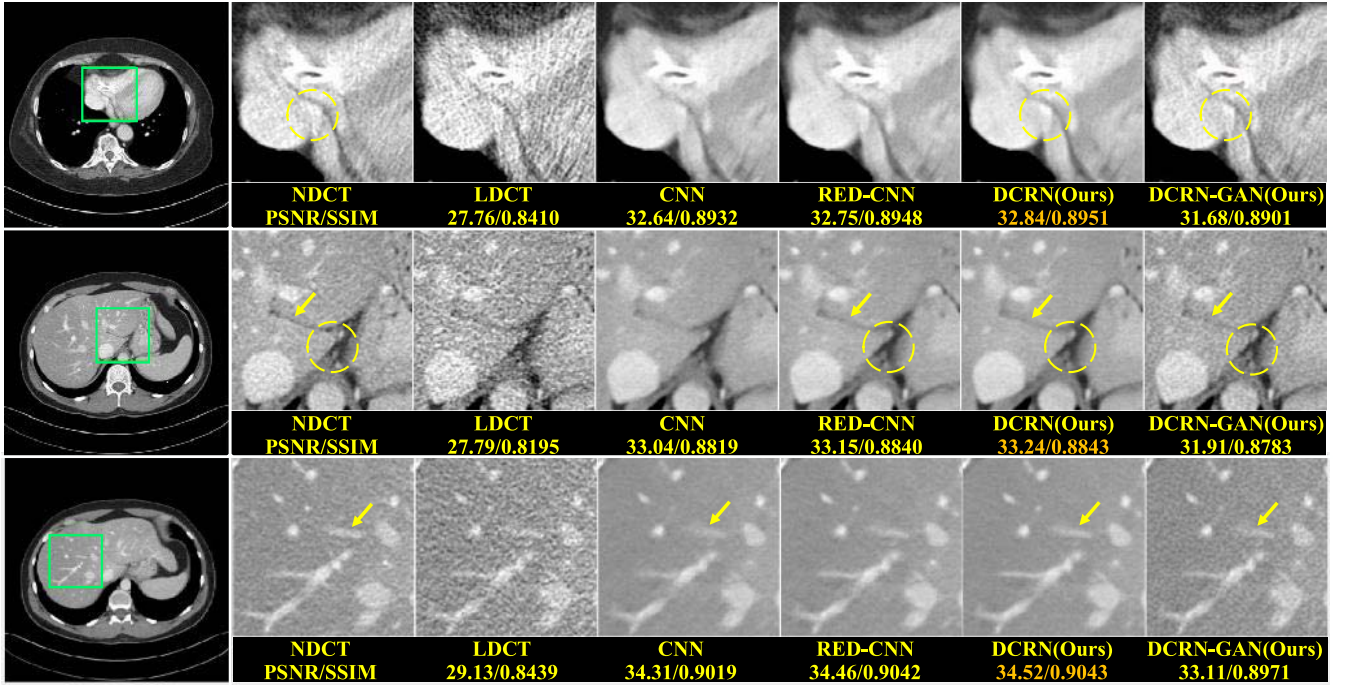 NDCT LDCT CNN RED-CNN DCRN(Ours) DCRN-GAN(Ours)
PSNR/SSIM 27.76/0.8410 32.64/0.8932 32.75/0.8948 32.84/0.8951 31.68/0.8901
NDCT LDCT CNN RED-CNN DCRN(Ours) DCRN-GAN(Ours)
PSNR/SSIM 27.79/0.8195 33.04/0.8819 33.15/0.8840 33.24/0.8843 31.91/0.8783
NDCT LDCT CNN RED-CNN DCRN(Ours) DCRN-GAN(Ours)
PSNR/SSIM 29.13/0.8439 34.31/0.9019 34.46/0.9042 34.52/0.9043 33.11/0.8971